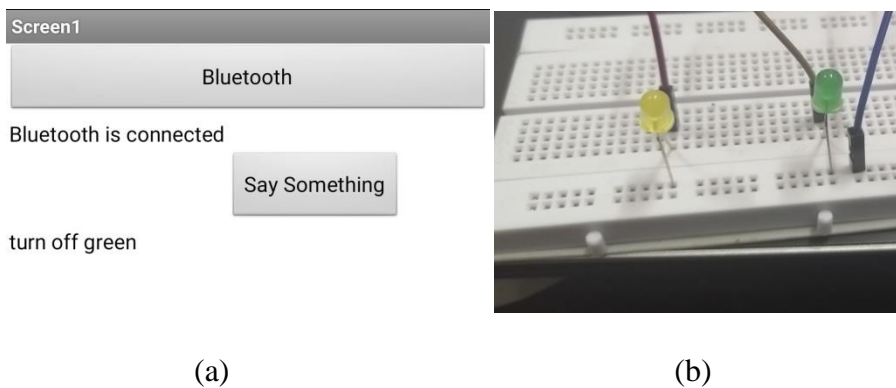 Screen1
Bluetooth
Bluetooth is connected
Say Something
turn off green
(a)
(b)